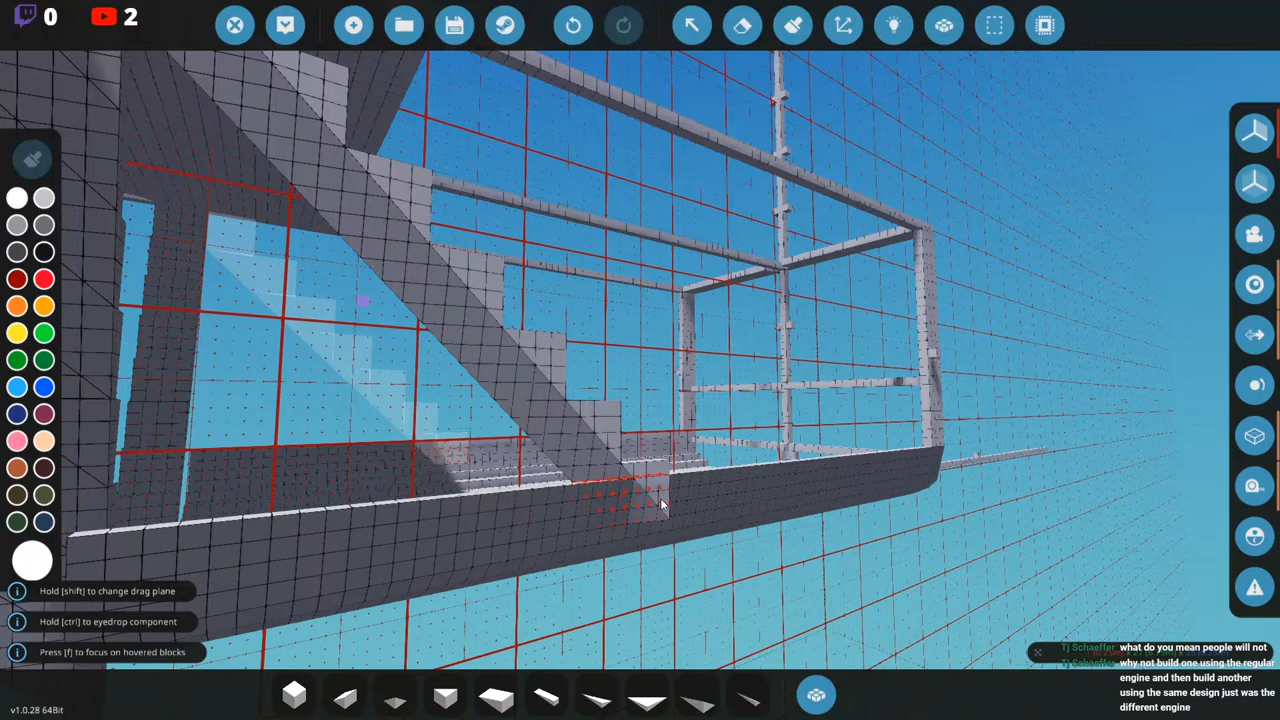 0
2
Hold [shift] to change drag plane
Hold [ctrl] to eyedrop component
Press [f] to focus on hovered blocks
Tj Schaeffer what do you mean people will not
Tj Schaeffer why not build one using the regular
engine and then build another
using the same design just was the
different engine
v1.0.28 64Bit